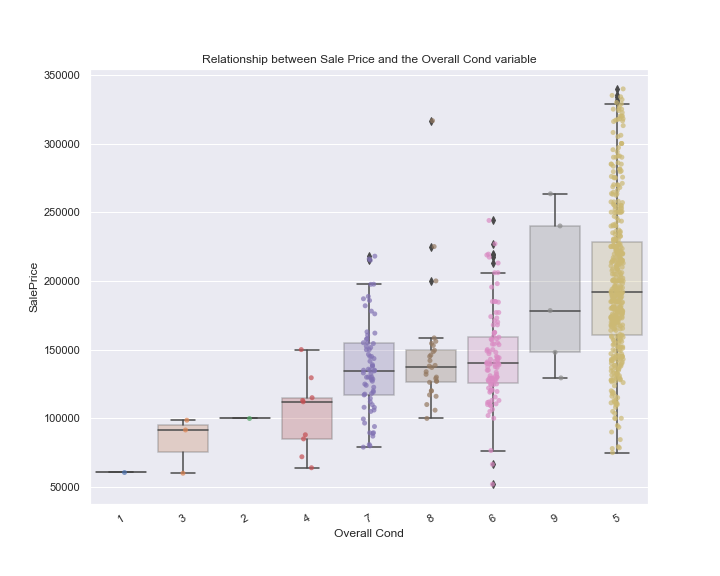 Relationship between Sale Price and the Overall Cond variable
350000
300000
250000
200000
150000
100000
50000
SalePrice
1 3 2 4 7 8 6 9 5
Overall Cond